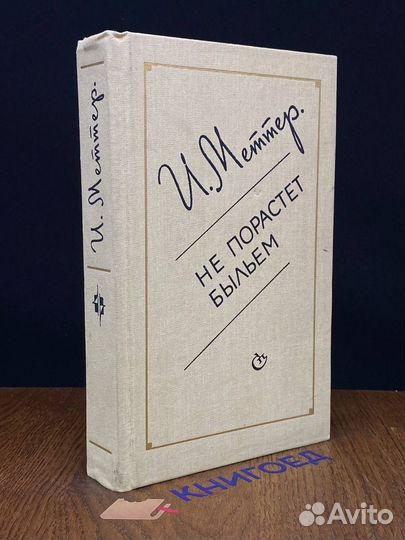 И. Меттер.
И. Меттер.
НЕ ПОРАСТЕТ
БЫЛЬЕМ
КНИГОЕД
Avito